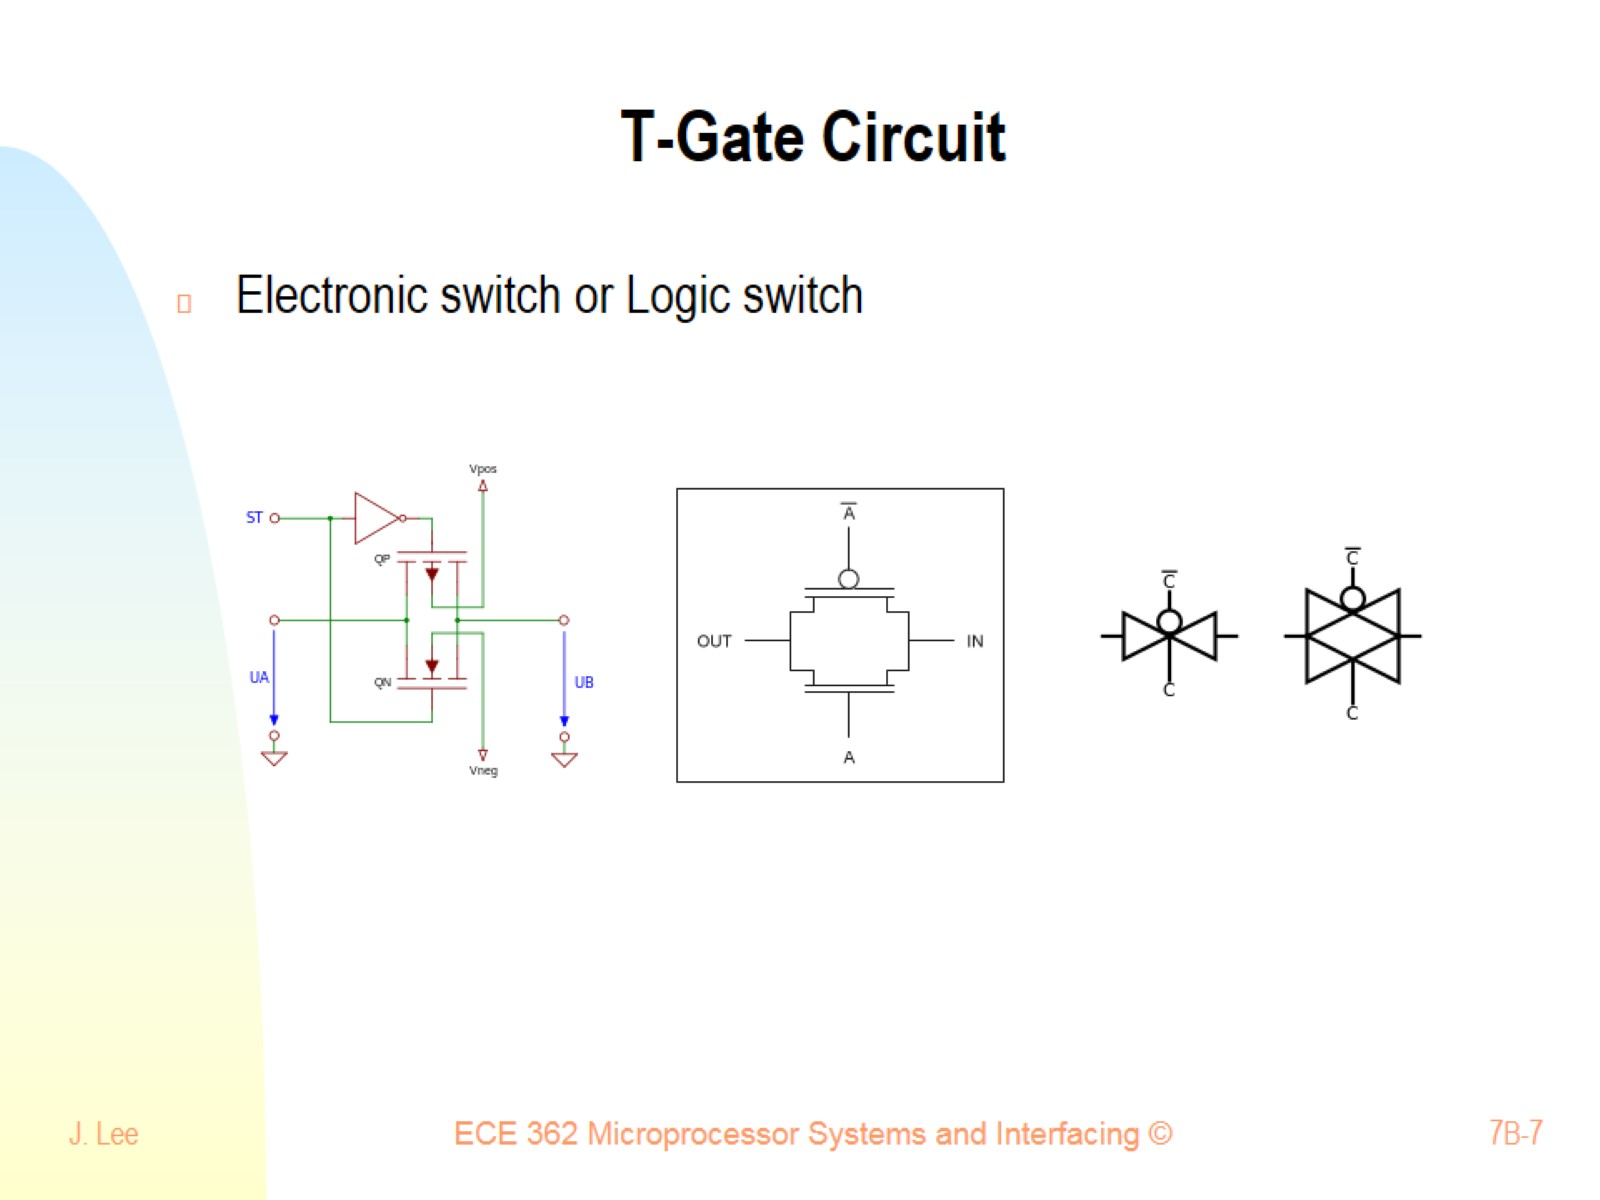 T-Gate Circuit
Electronic switch or Logic switch
Vpos
ST
QP
UA
QN
UB
Vneg
A̅
OUT
IN
A
C̅
C
C̅
C
J. Lee
ECE 362 Microprocessor Systems and Interfacing ©
7B-7